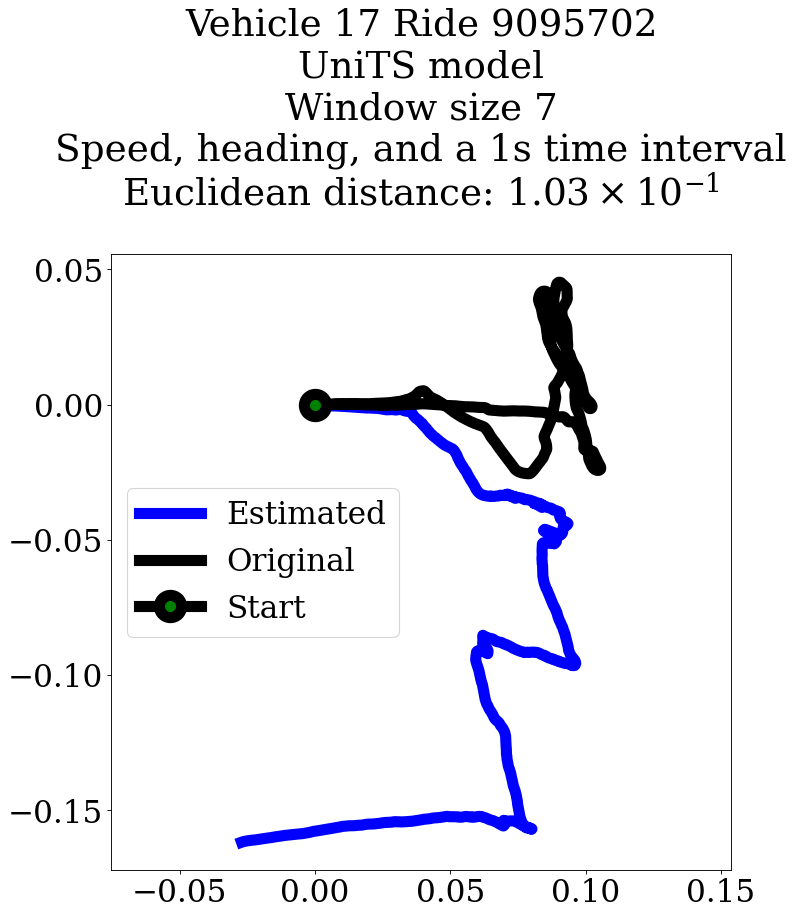 Vehicle 17 Ride 9095702
UniTS model
Window size 7
Speed, heading, and a 1s time interval
Euclidean distance: 1.03 × 10⁻¹
0.05
0.00
−0.05
−0.10
−0.15
Estimated
Original
Start
−0.05 0.00 0.05 0.10 0.15